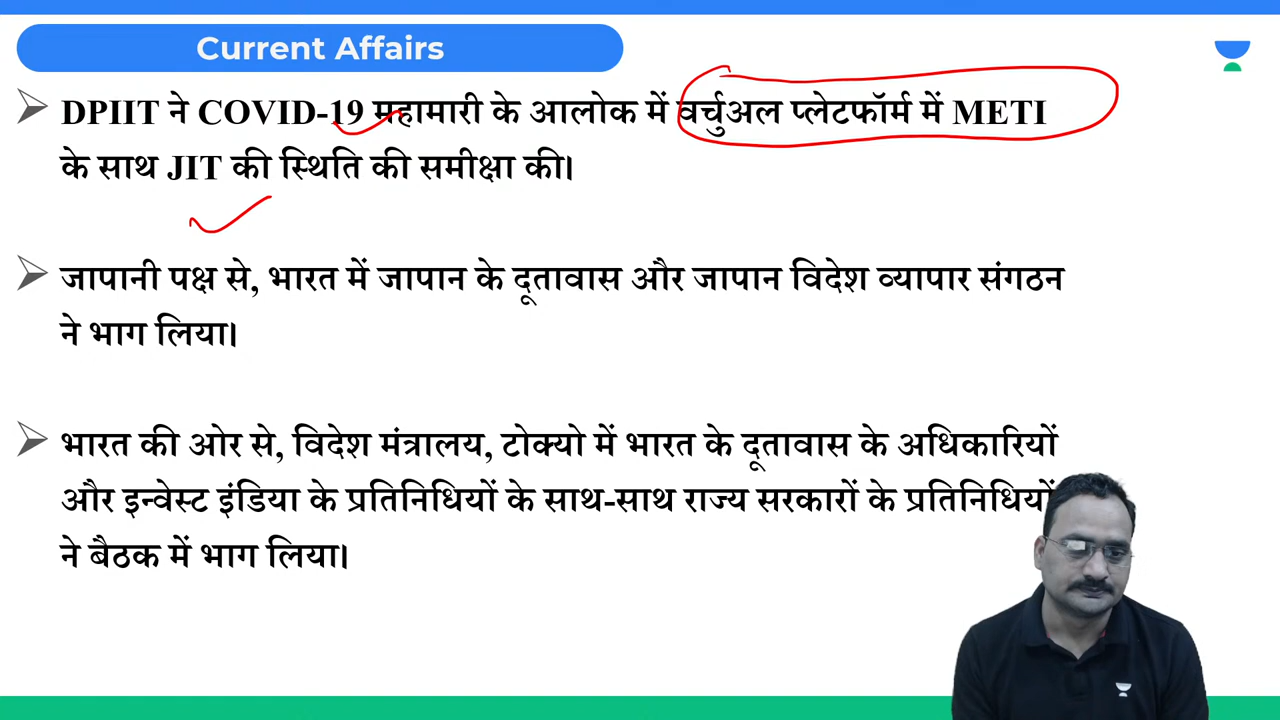 Current Affairs
DPIIT ने COVID-19 महामारी के आलोक में वर्चुअल प्लेटफॉर्म में METI
के साथ JIT की स्थिति की समीक्षा की।
जापानी पक्ष से, भारत में जापान के दूतावास और जापान विदेश व्यापार संगठन
ने भाग लिया।
भारत की ओर से, विदेश मंत्रालय, टोक्यो में भारत के दूतावास के अधिकारियों
और इन्वेस्ट इंडिया के प्रतिनिधियों के साथ-साथ राज्य सरकारों के प्रतिनिधियों
ने बैठक में भाग लिया।